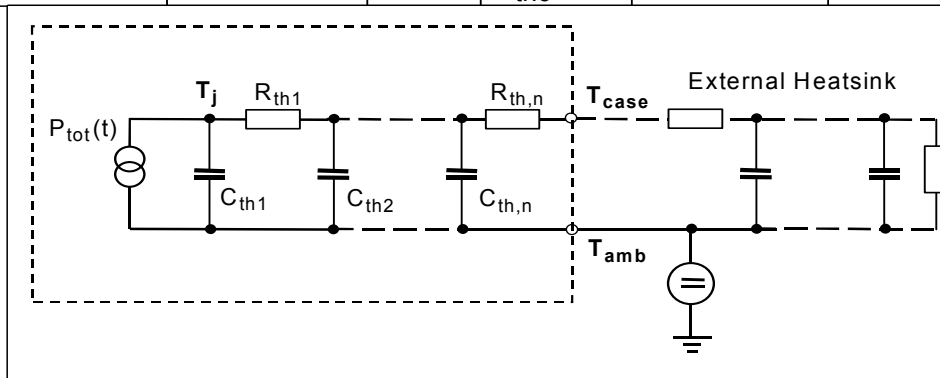 T_j
R_th1
R_th,n
T_case
External Heatsink
P_tot(t)
C_th1
C_th2
C_th,n
T_amb